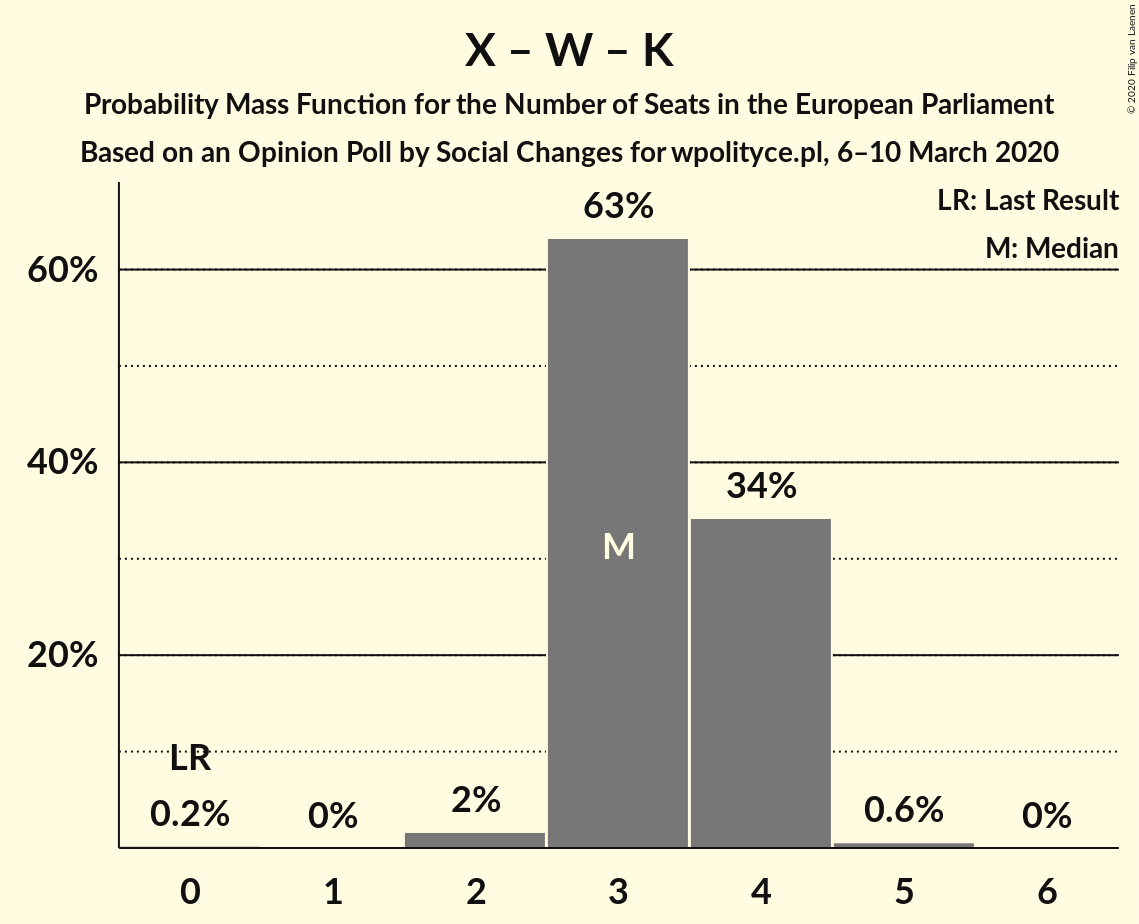 X – W – K
Probability Mass Function for the Number of Seats in the European Parliament
Based on an Opinion Poll by Social Changes for wpolityce.pl, 6–10 March 2020
© 2020 Filip van Laenen
LR: Last Result
M: Median
63%
60%
40%
34%
M
20%
LR
0.2%
0%
2%
0.6%
0%
0 1 2 3 4 5 6